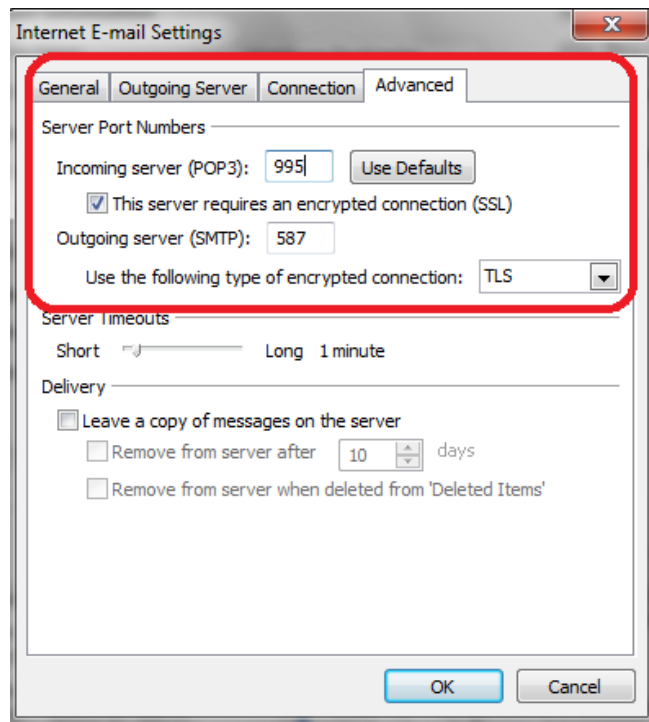 Internet E-mail Settings
General Outgoing Server Connection Advanced
Server Port Numbers
Incoming server (POP3): 995 Use Defaults
This server requires an encrypted connection (SSL)
Outgoing server (SMTP): 587
Use the following type of encrypted connection: TLS
Server Timeouts
Short Long 1 minute
Delivery
Leave a copy of messages on the server
Remove from server after 10 days
Remove from server when deleted from 'Deleted Items'
OK Cancel